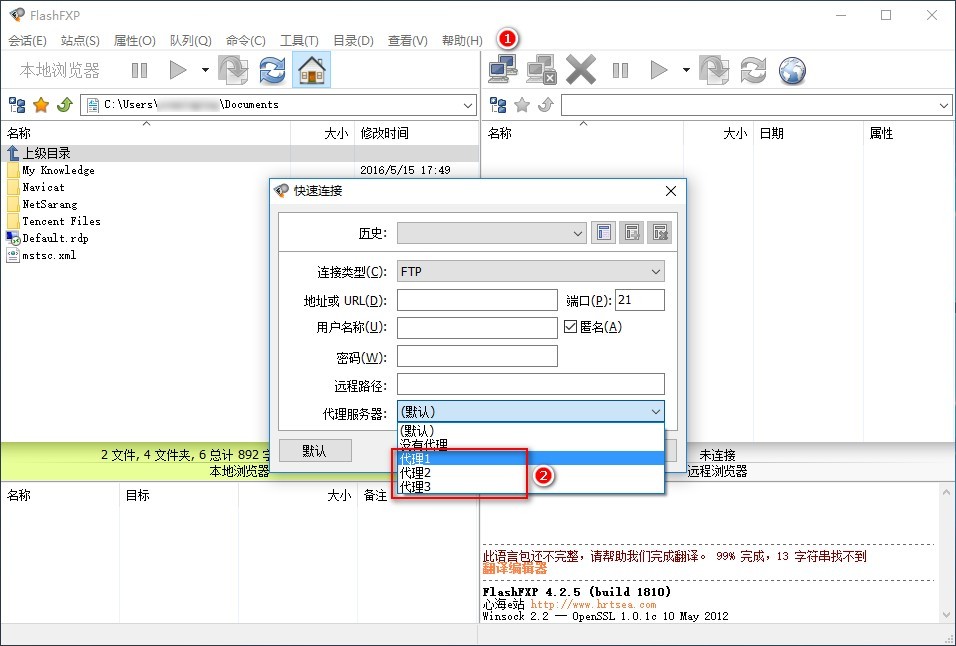 FlashFXP
会话(E) 站点(S) 属性(O) 队列(Q) 命令(C) 工具(T) 目录(D) 查看(V) 帮助(H) 1
本地浏览器
C:\Users\ \Documents
名称 大小 修改时间
名称 大小 日期 属性
上级目录
My Knowledge 2016/5/15 17:49
Navicat
NetSarang
Tencent Files
Default.rdp
mstsc.xml
快速连接
历史:
连接类型(C): FTP
地址或 URL(D): 端口(P): 21
用户名称(U): 匿名(A)
密码(W):
远程路径:
代理服务器: (默认)
(默认)
没有代理
代理1
代理2
代理3
2
默认
2 文件, 4 文件夹, 6 总计 892 字
本地浏览器
未连接
远程浏览器
名称 目标 大小 备注
此语言包还不完整，请帮助我们完成翻译。 99% 完成，13 字符串找不到
翻译编辑器
FlashFXP 4.2.5 (build 1810)
心海e站 http://www.hrtsea.com
Winsock 2.2 — OpenSSL 1.0.1c 10 May 2012